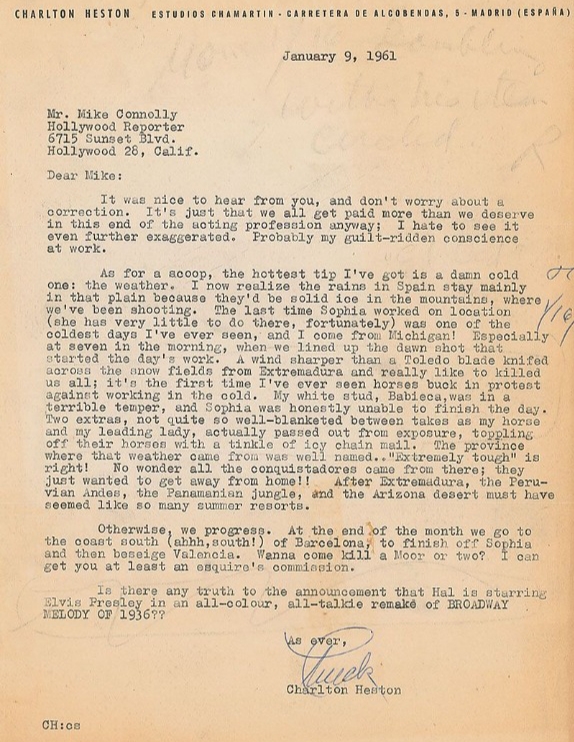 CHARLTON HESTON ESTUDIOS CHAMARTIN - CARRETERA DE ALCOBENDAS, 5 - MADRID (ESPAÑA)
January 9, 1961
Mr. Mike Connolly
Hollywood Reporter
6715 Sunset Blvd.
Hollywood 28, Calif.
Dear Mike:
It was nice to hear from you, and don't worry about a
correction. It's just that we all get paid more than we deserve
in this end of the acting profession anyway; I hate to see it
even further exaggerated. Probably my guilt-ridden conscience
at work.
As for a acoop, the hottest tip I've got is a damn cold
one: the weather. I now realize the rains in Spain stay mainly
in that plain because they'd be solid ice in the mountains, where
we've been shooting. The last time Sophia worked on location
(she has very little to do there, fortunately) was one of the
coldest days I've ever seen, and I come from Michigan! Especially
at seven in the morning, when we lined up the dawn shot that
started the day's work. A wind sharper than a Toledo blade knifed
across the snow fields from Extremadura and really like to killed
us all; it's the first time I've ever seen horses buck in protest
against working in the cold. My white stud, Babieca,was in a
terrible temper, and Sophia was honestly unable to finish the day.
Two extras, not quite so well-blanketed between takes as my horse
and my leading lady, actually passed out from exposure, toppling
off their horses with a tinkle of icy chain mail. The province
where that weather came from was well named.."Extremely tough" is
right! No wonder all the conquistadores came from there; they
just wanted to get away from home!! After Extremadura, the Peru-
vian Andes, the Panamanian jungle, and the Arizona desert must have
seemed like so many summer resorts.
Otherwise, we progress. At the end of the month we go to
the coast south (ahhh,south!) of Barcelona; to finish off Sophia
and then beseige Valencia. Wanna come kill a Moor or two? I can
get you at least an esquire's commission.
Is there any truth to the announcement that Hal is starring
Elvis Presley in an all-colour, all-talkie remake of BROADWAY
MELODY OF 1936??
As ever,
Chuck
Charlton Heston
CH:cs